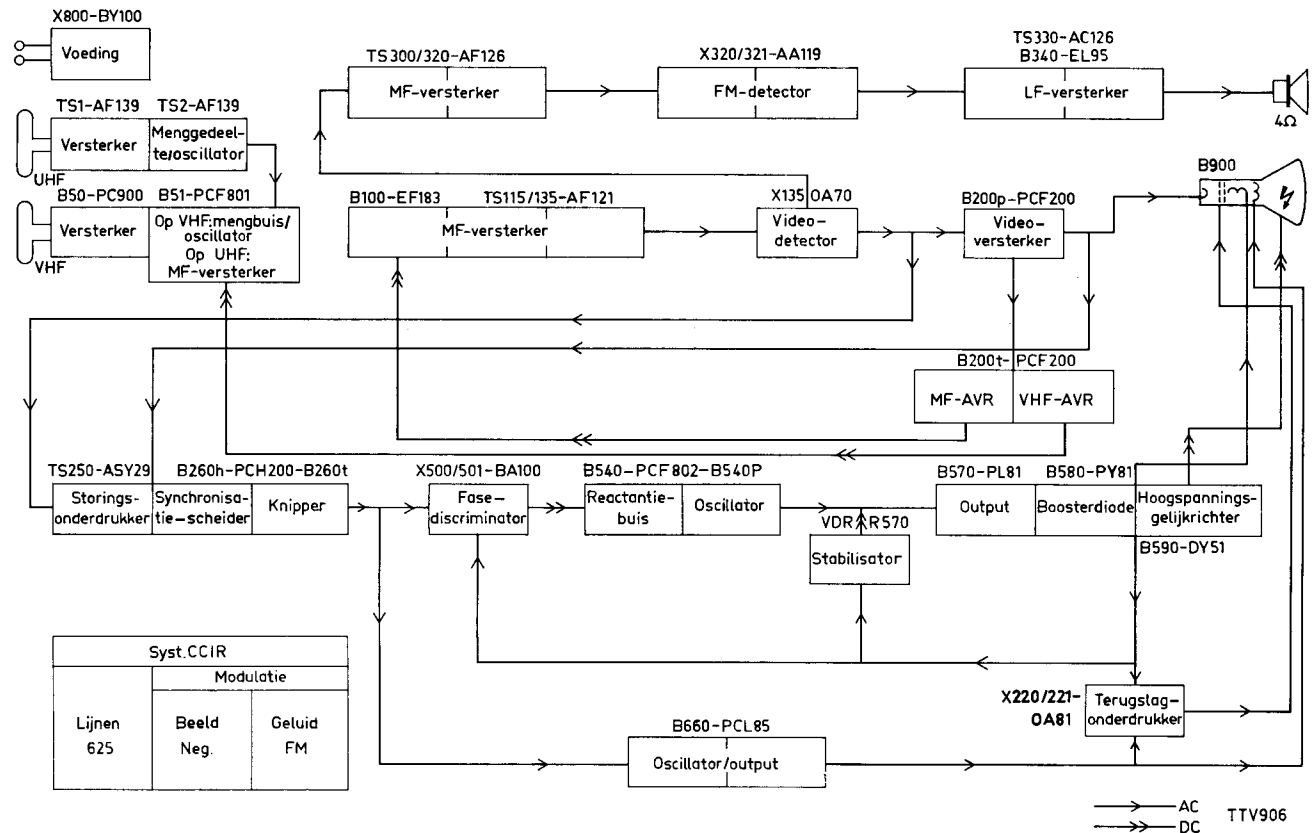 X800-BY100
Voeding
TS1-AF139
TS2-AF139
Versterker
Menggedeel-
te/oscillator
UHF
B50-PC900
B51-PCF801
Versterker
Op VHF:mengbuis/
oscillator
Op UHF:
MF-versterker
VHF
TS300/320-AF126
MF-versterker
X320/321-AA119
FM-detector
TS330-AC126
B340-EL95
LF-versterker
4Ω
B100-EF183
TS115/135-AF121
MF-versterker
X135 OA70
Video-
detector
B200p-PCF200
Video-
versterker
B900
B200t-PCF200
MF-AVR
VHF-AVR
TS250-ASY29
B260h-PCH200-B260t
Storings-
onderdrukker
Synchronisa-
tie-scheider
Knipper
X500/501-BA100
Fase-
discriminator
B540-PCF802-B540P
Reactantie-
buis
Oscillator
VDR R570
Stabilisator
B570-PL81
B580-PY81
Output
Boosterdiode
Hoogspannings-
gelijkrichter
B590-DY51
X220/221-
OA81
Terugslag-
onderdrukker
B660-PCL85
Oscillator/output
Syst.CCIR
Modulatie
Lijnen
625
Beeld
Neg.
Geluid
FM
AC
DC
TTV906